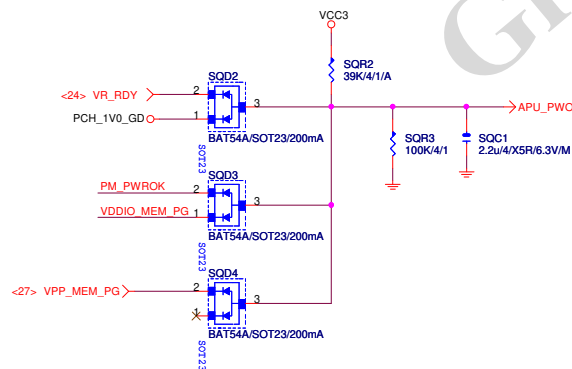 VCC3
SQR2
39K/4/1/A
SQD2
<24> VR_RDY
2
3
PCH_1V0_GD
1
APU_PWO
BAT54A/SOT23/200mA
SQR3
100K/4/1
SQC1
2.2u/4/X5R/6.3V/M
SOT23
SQD3
PM_PWROK
2
3
VDDIO_MEM_PG
1
BAT54A/SOT23/200mA
SOT23
SQD4
<27> VPP_MEM_PG
2
3
1
BAT54A/SOT23/200mA
SOT23